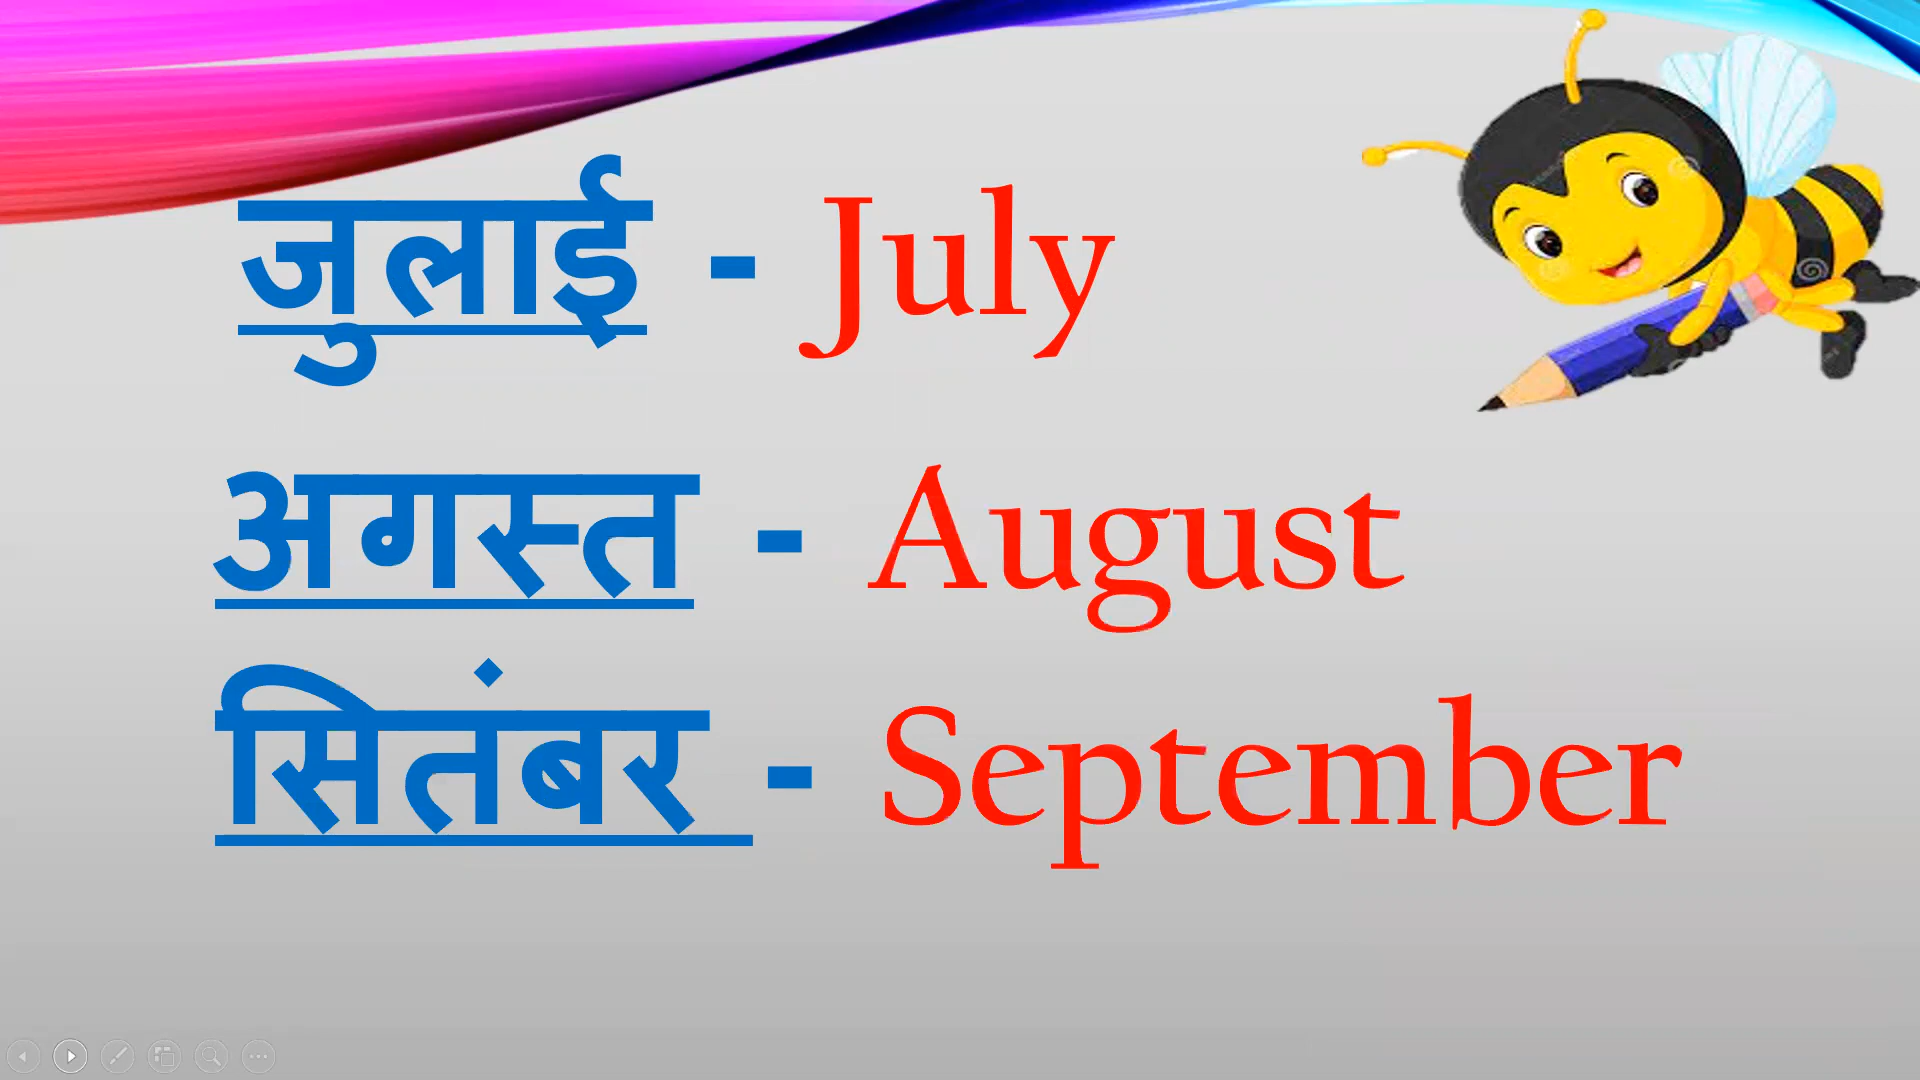 जुलाई - July
अगस्त - August
सितंबर - September